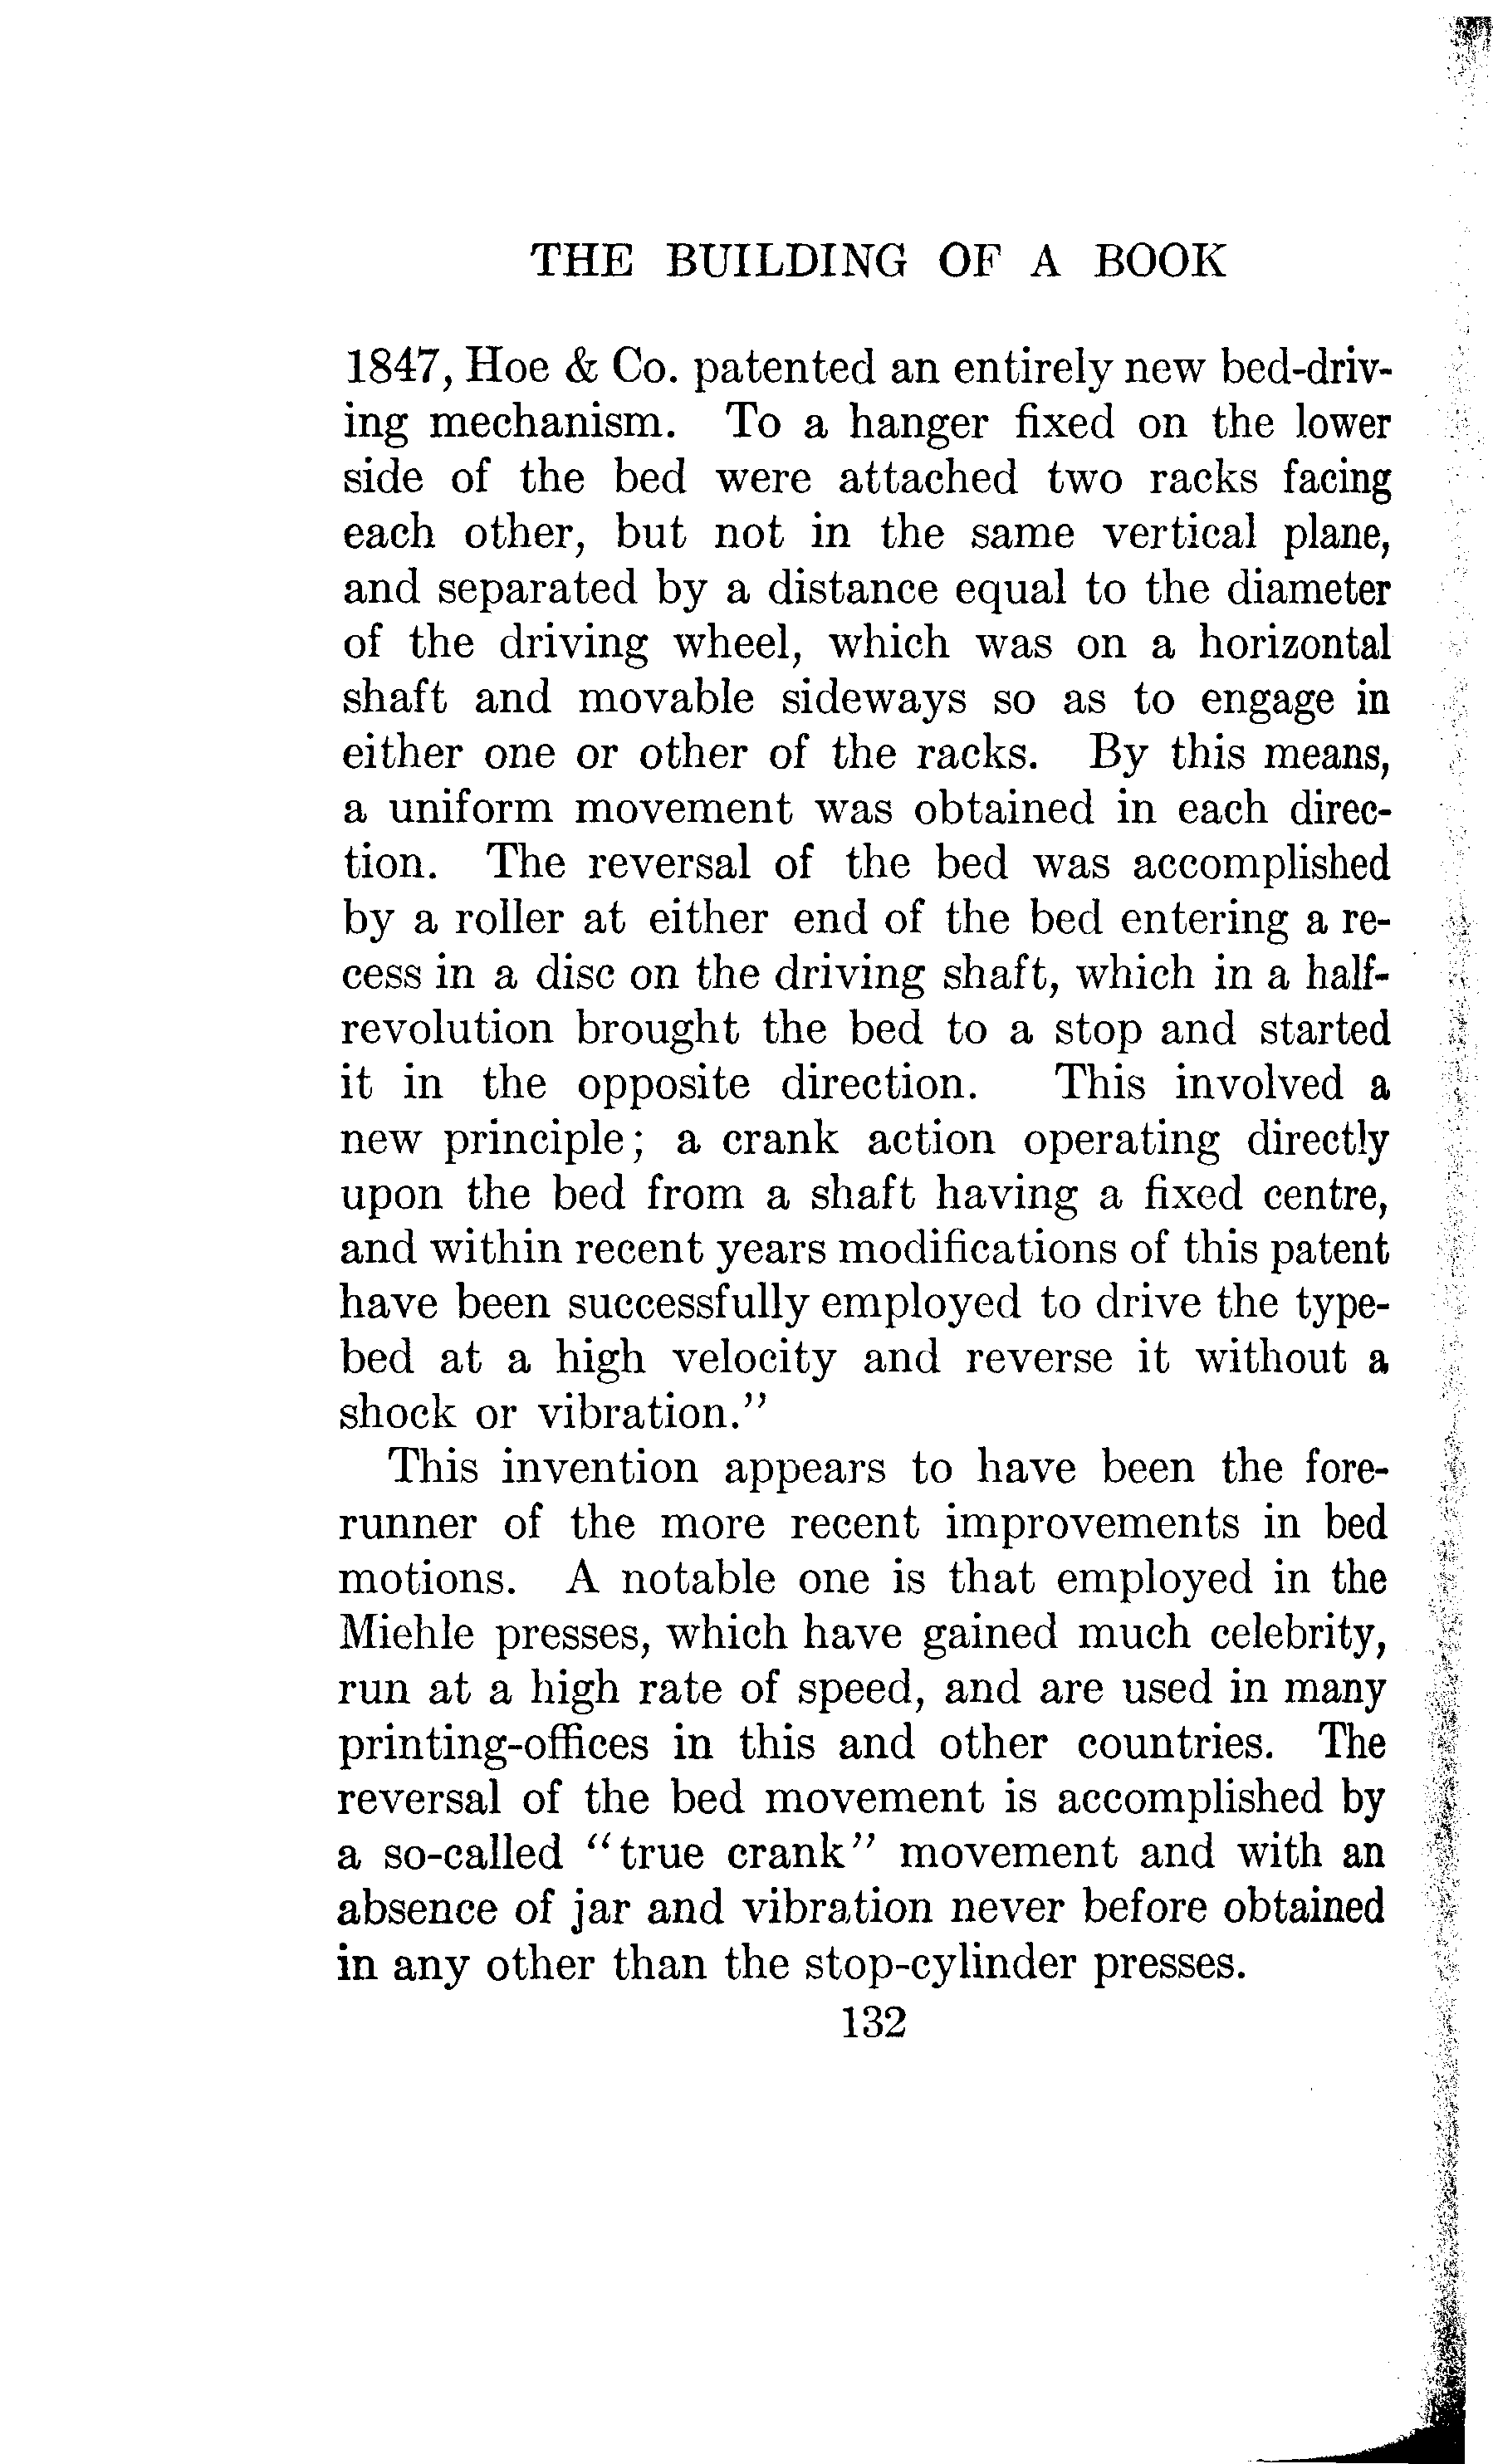 THE BUILDING OF A BOOK
1847, Hoe & Co. patented an entirely new bed-driv-
ing mechanism. To a hanger fixed on the lower
side of the bed were attached two racks facing
each other, but not in the same vertical plane,
and separated by a distance equal to the diameter
of the driving wheel, which was on a horizontal
shaft and movable sideways so as to engage in
either one or other of the racks. By this means,
a uniform movement was obtained in each direc-
tion. The reversal of the bed was accomplished
by a roller at either end of the bed entering a re-
cess in a disc on the driving shaft, which in a half-
revolution brought the bed to a stop and started
it in the opposite direction. This involved a
new principle; a crank action operating directly
upon the bed from a shaft having a fixed centre,
and within recent years modifications of this patent
have been successfully employed to drive the type-
bed at a high velocity and reverse it without a
shock or vibration."
This invention appears to have been the fore-
runner of the more recent improvements in bed
motions. A notable one is that employed in the
Miehle presses, which have gained much celebrity,
run at a high rate of speed, and are used in many
printing-offices in this and other countries. The
reversal of the bed movement is accomplished by
a so-called "true crank" movement and with an
absence of jar and vibration never before obtained
in any other than the stop-cylinder presses.
132